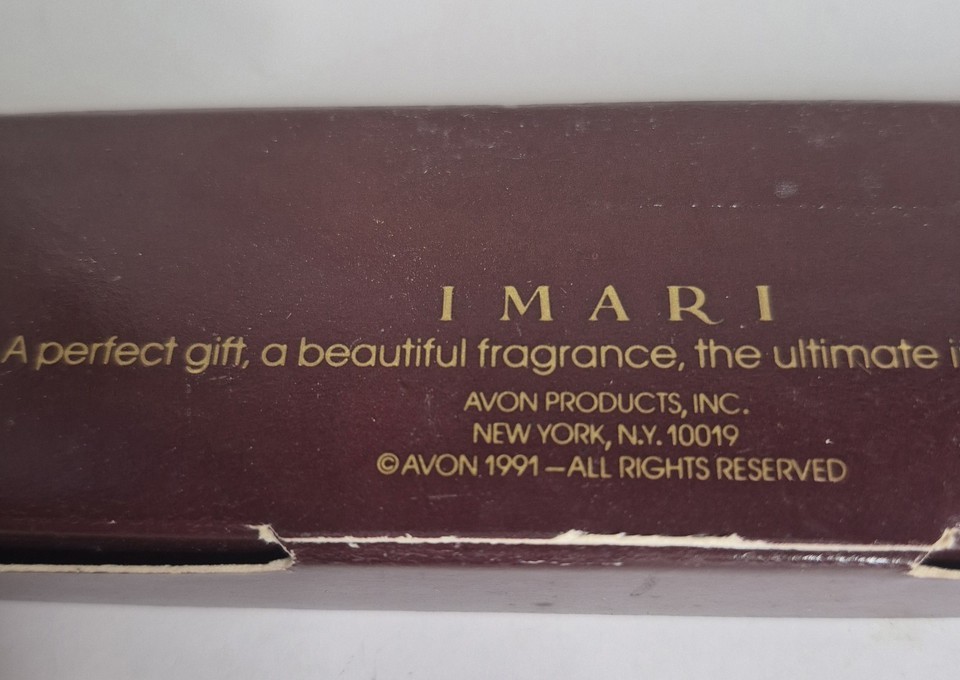 IMARI
A perfect gift, a beautiful fragrance, the ultimate
AVON PRODUCTS, INC.
NEW YORK, N.Y. 10019
© AVON 1991 – ALL RIGHTS RESERVED